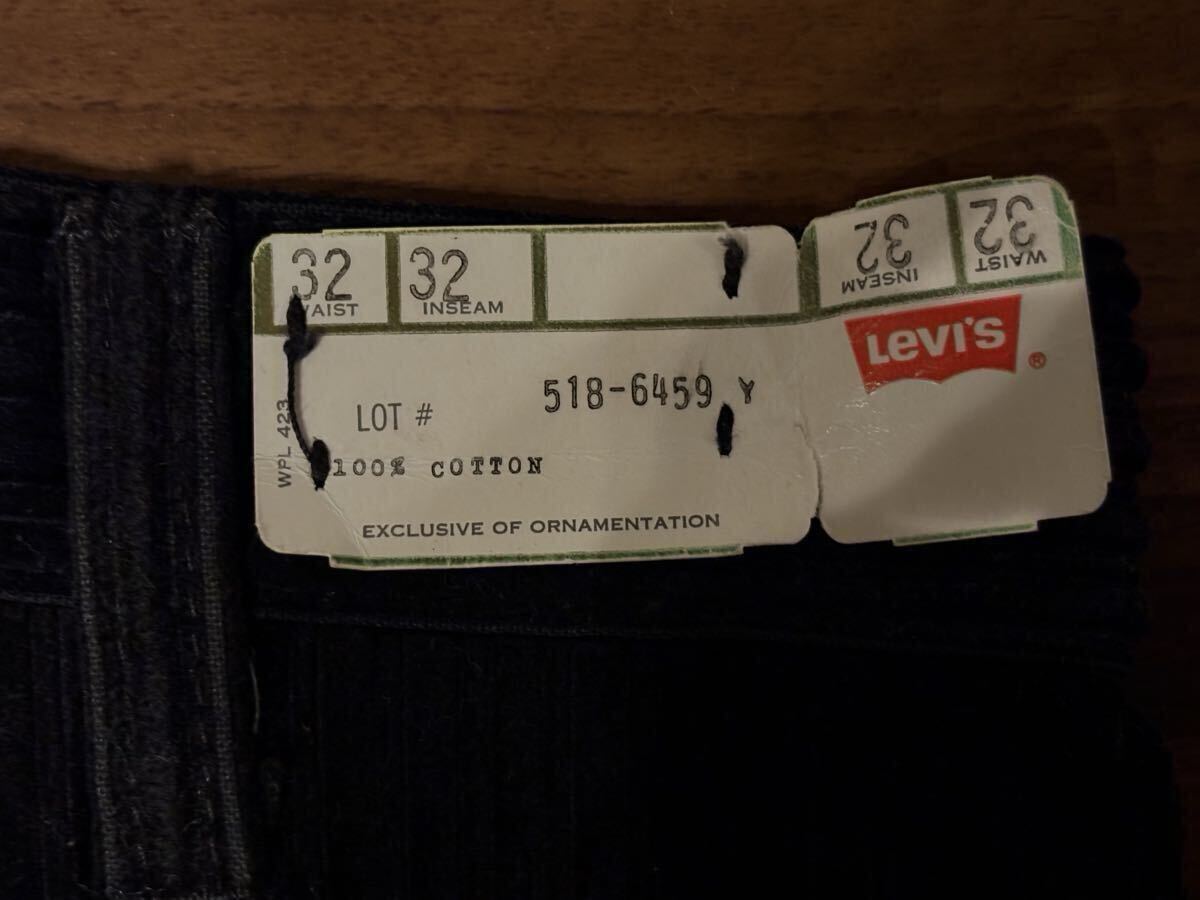 32 32
WAIST INSEAM
LOT # 518-6459 Y
WPL 423
100% COTTON
EXCLUSIVE OF ORNAMENTATION
32 32
INSEAM WAIST
LEVI'S ®